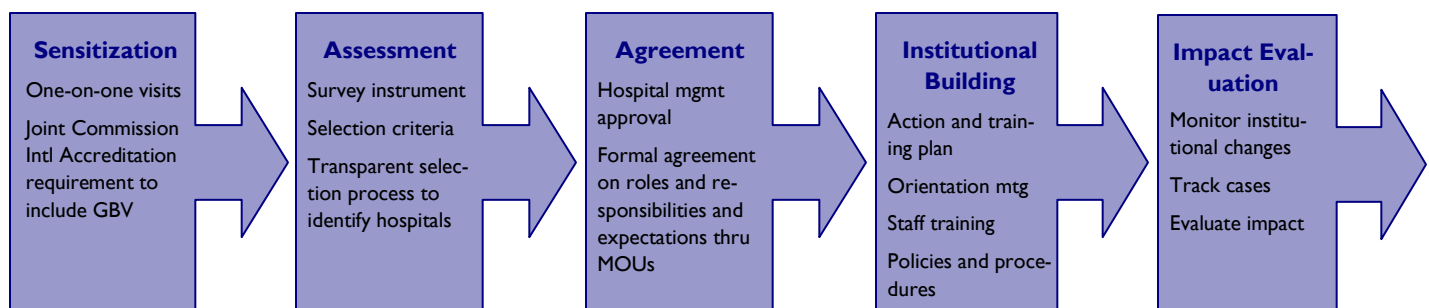 Sensitization
One-on-one visits
Joint Commission
Intl Accreditation
requirement to
include GBV
Assessment
Survey instrument
Selection criteria
Transparent selec-
tion process to
identify hospitals
Agreement
Hospital mgmt
approval
Formal agreement
on roles and re-
sponsibilities and
expectations thru
MOUs
Institutional
Building
Action and train-
ing plan
Orientation mtg
Staff training
Policies and proce-
dures
Impact Eval-
uation
Monitor institu-
tional changes
Track cases
Evaluate impact